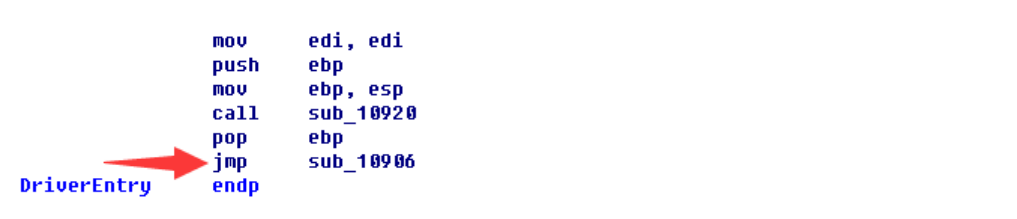 mov edi, edi
push ebp
mov ebp, esp
call sub_10920
pop ebp
jmp sub_10906
DriverEntry endp